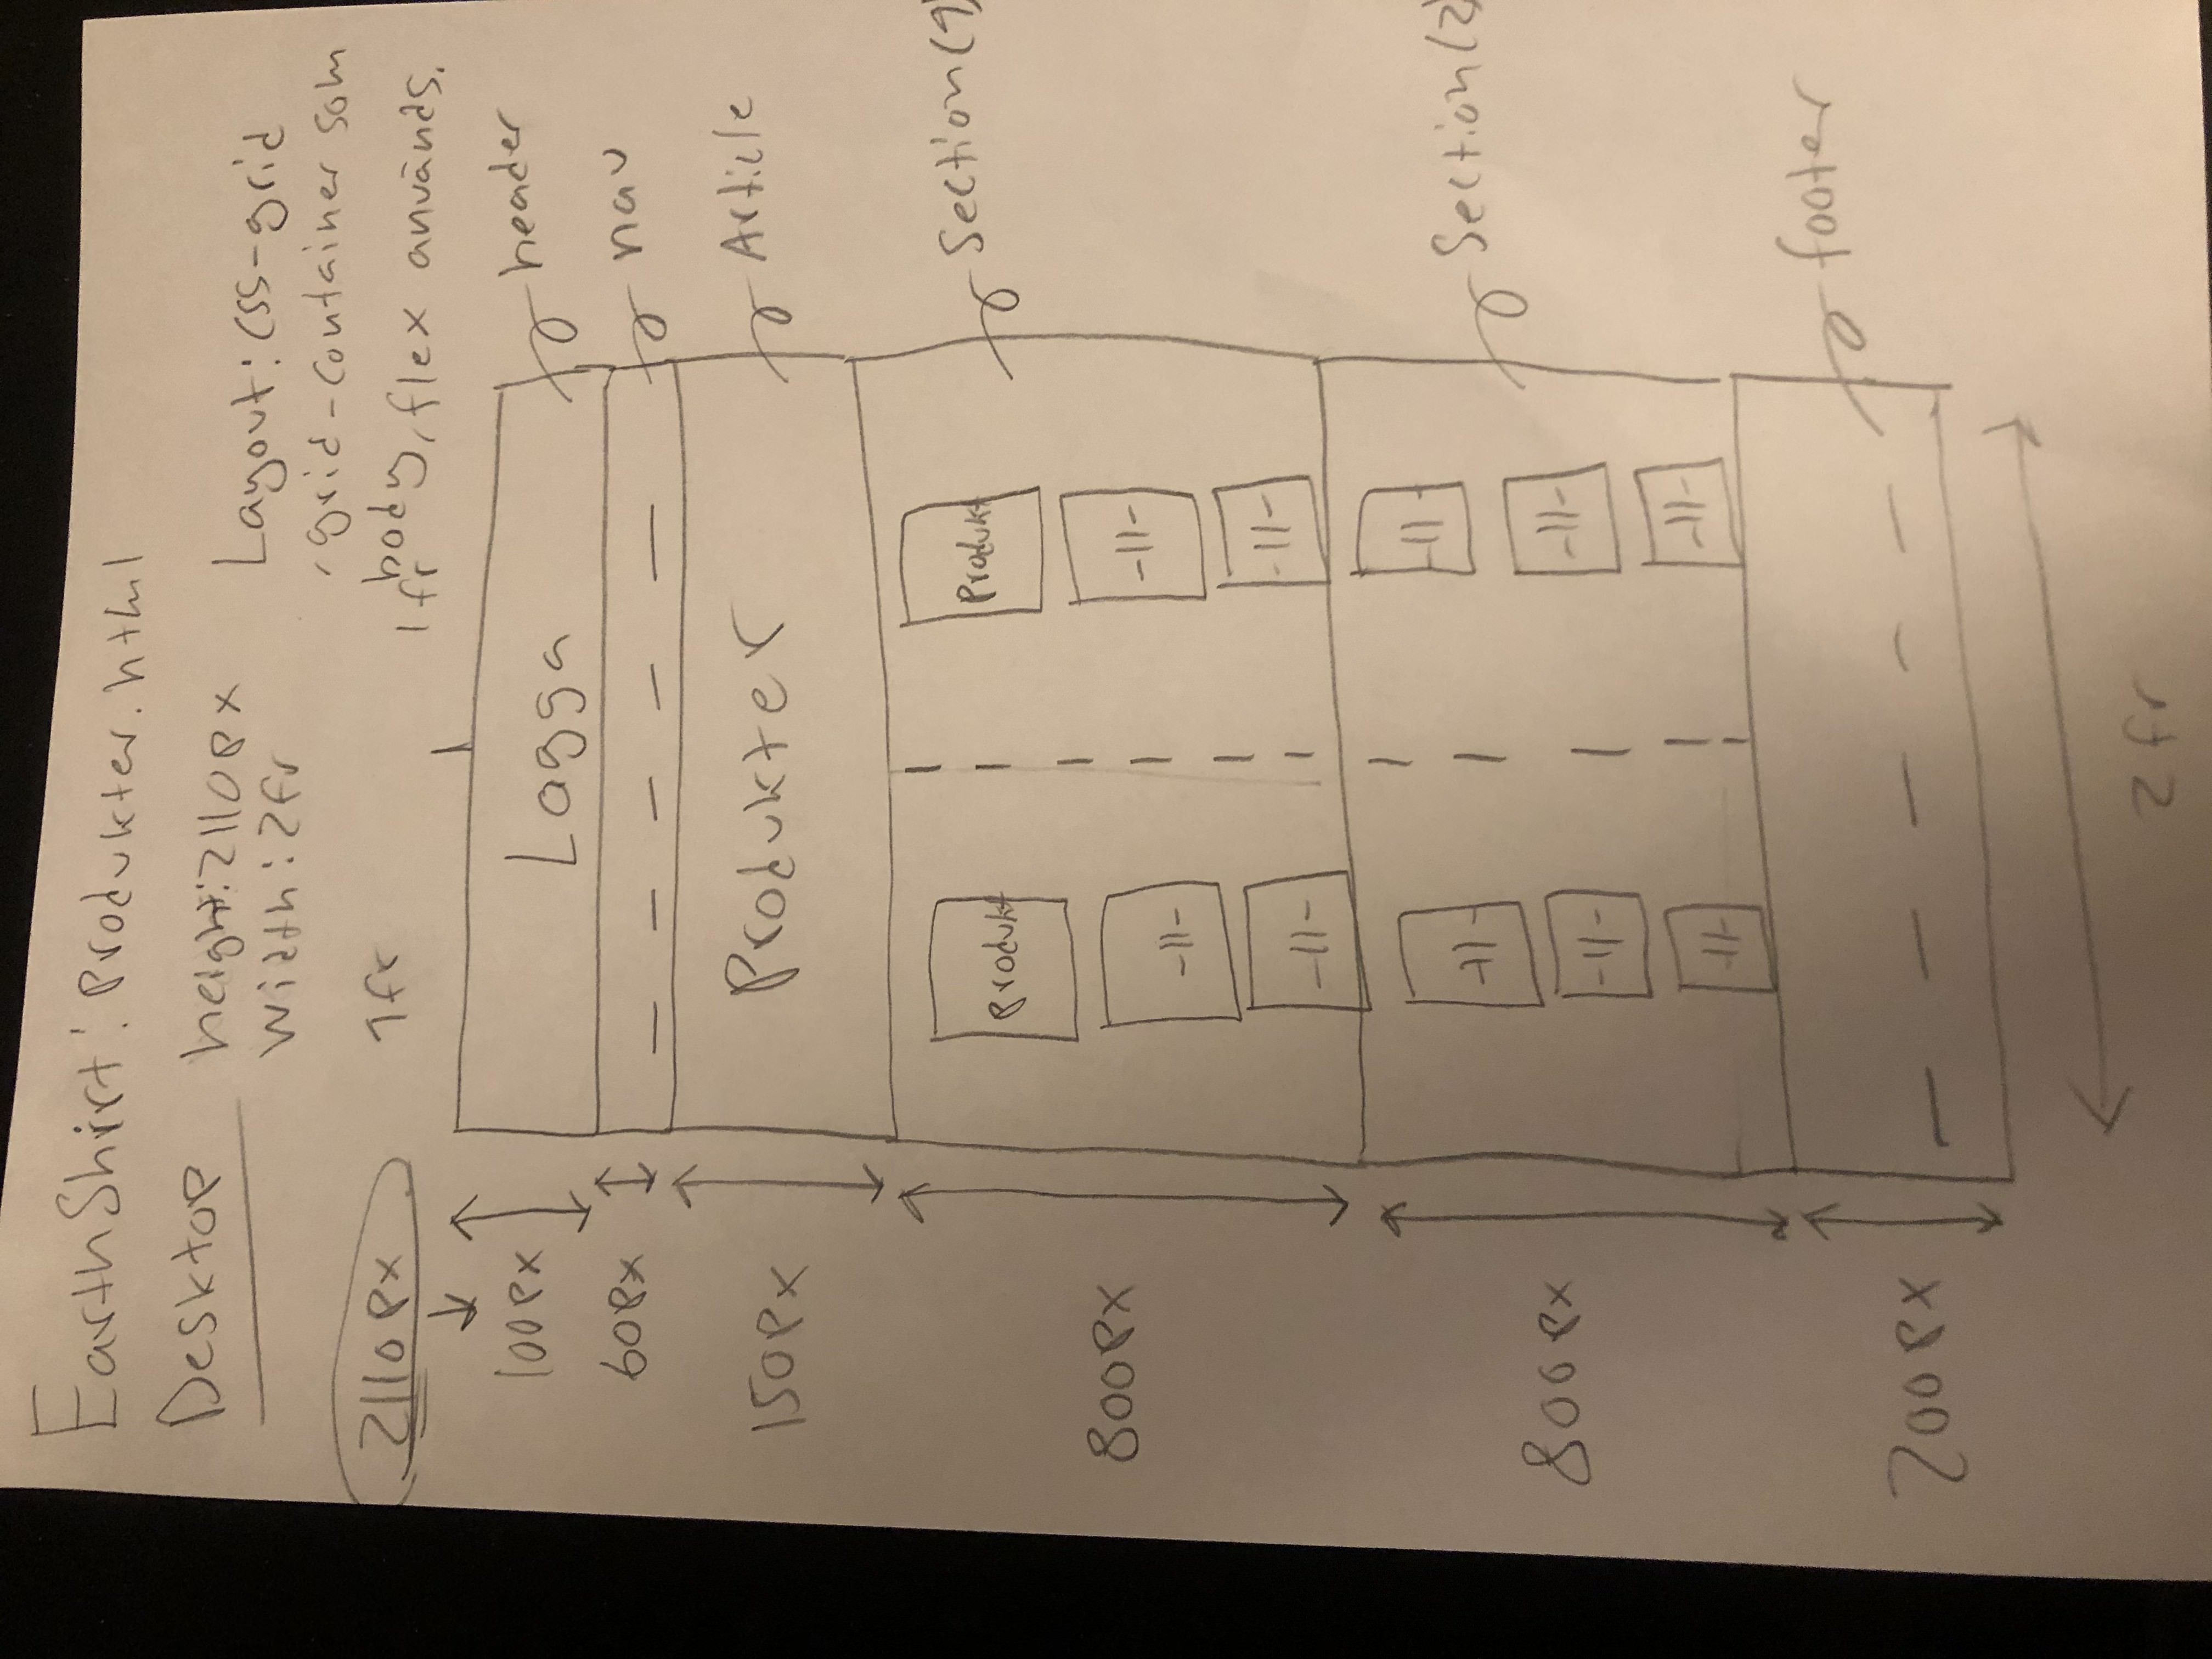 EarthShirt: Produkter.html
Desktop
height: 2110px
Width: 2fr
Layout: css-grid
, grid-container som
body, flex används.
2110px
1fr
1fr
100px
Logga
header
60px
nav
150px
Produkter
Article
800px
Produkt
Produkt
Section(1)
-11-
-11-
-11-
-11-
800px
-11-
-11-
Section(2)
-11-
-11-
-11-
-11-
200px
footer
2fr